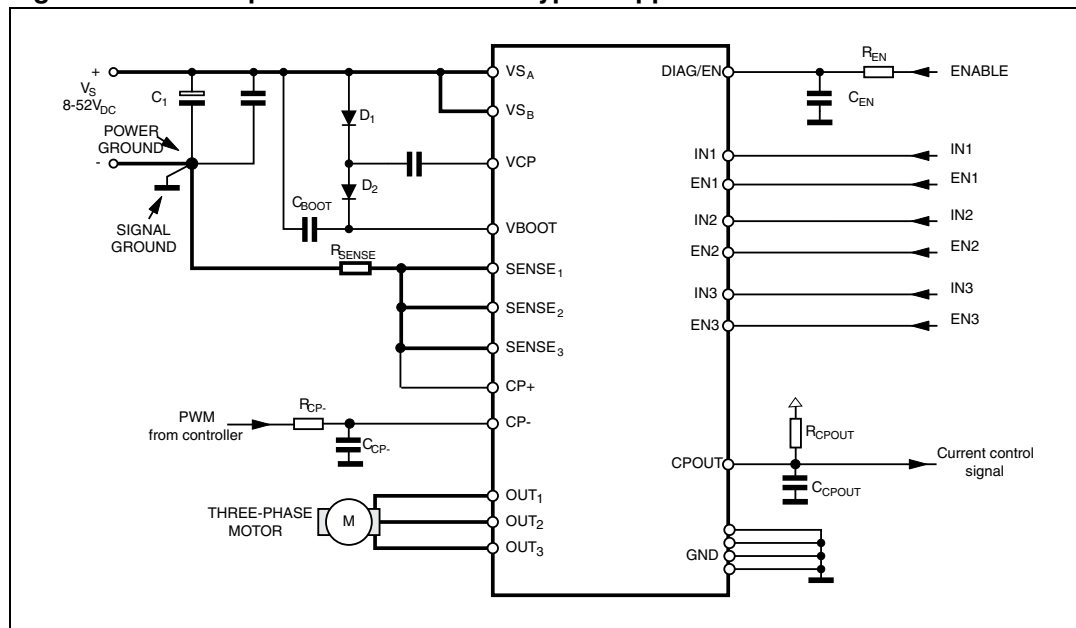 +
VS
8-52VDC
C1
POWER
GROUND
-
SIGNAL
GROUND
D1
D2
CBOOT
RSENSE
PWM
from controller
RCP-
CCP-
THREE-PHASE
MOTOR
M
VSA
VSB
VCP
VBOOT
SENSE1
SENSE2
SENSE3
CP+
CP-
OUT1
OUT2
OUT3
DIAG/EN
IN1
EN1
IN2
EN2
IN3
EN3
CPOUT
GND
REN
CEN
ENABLE
IN1
EN1
IN2
EN2
IN3
EN3
RCPOUT
CCPOUT
Current control
signal